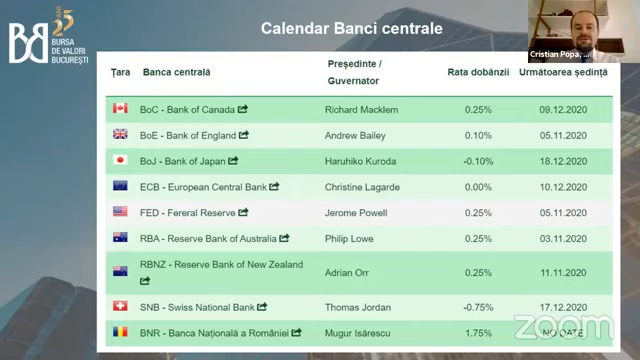 ANI
25
BURSA
DE VALORI
BUCUREȘTI
Calendar Banci centrale
Cristian Popa,
Țara Banca centrală Președinte / Guvernator Rata dobânzii Următoarea ședință
BoC - Bank of Canada Richard Macklem 0.25% 09.12.2020
BoE - Bank of England Andrew Bailey 0.10% 05.11.2020
BoJ - Bank of Japan Haruhiko Kuroda -0.10% 18.12.2020
ECB - European Central Bank Christine Lagarde 0.00% 10.12.2020
FED - Fereral Reserve Jerome Powell 0.25% 05.11.2020
RBA - Reserve Bank of Australia Philip Lowe 0.25% 03.11.2020
RBNZ - Reserve Bank of New Zealand Adrian Orr 0.25% 11.11.2020
SNB - Swiss National Bank Thomas Jordan -0.75% 17.12.2020
BNR - Banca Națională a României Mugur Isărescu 1.75% NO DATE
zoom